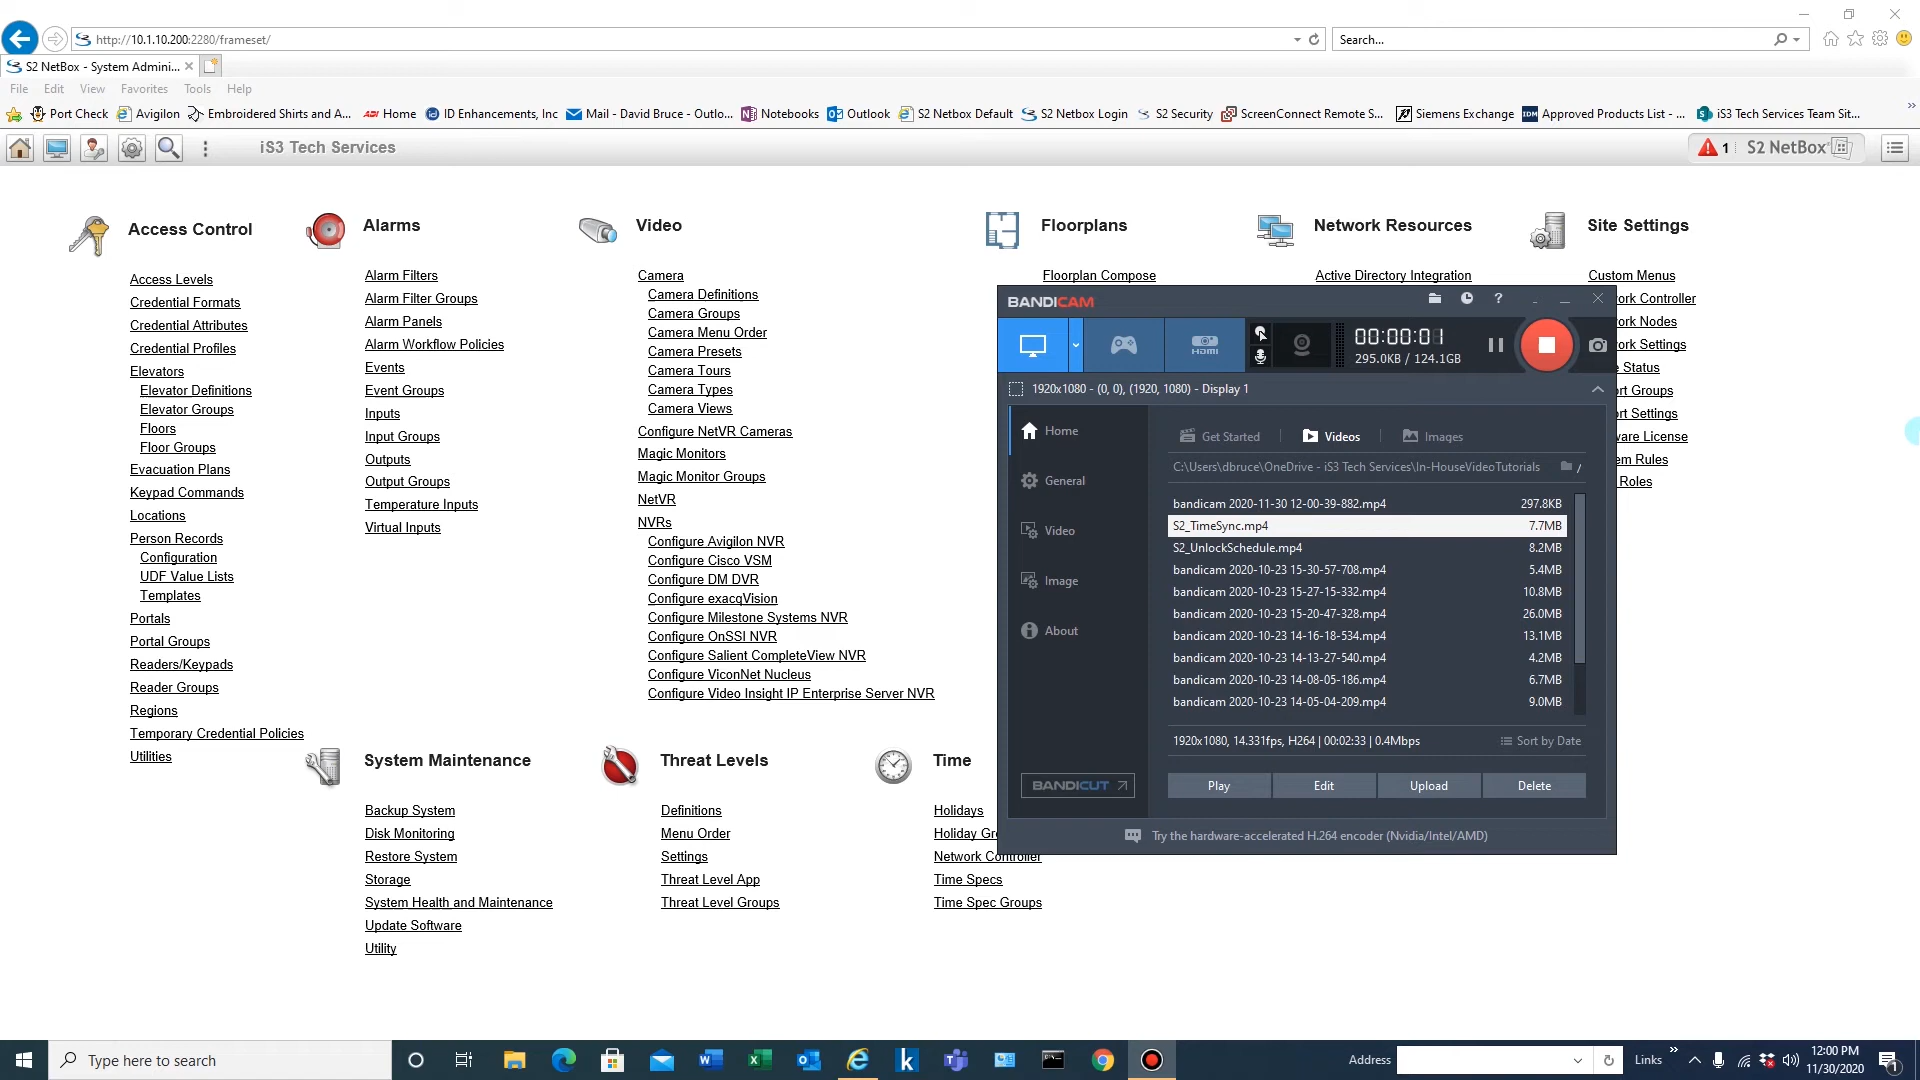 http://10.1.10.200:2280/frameset/
Search...
S2 NetBox - System Admini...
File Edit View Favorites Tools Help
Port Check Avigilon Embroidered Shirts and A... Home ID Enhancements, Inc Mail - David Bruce - Outlo... Notebooks Outlook S2 Netbox Default S2 Netbox Login S2 Security ScreenConnect Remote S... Siemens Exchange Approved Products List - ... iS3 Tech Services Team Sit...
iS3 Tech Services
1 S2 NetBox
Access Control
Access Levels
Credential Formats
Credential Attributes
Credential Profiles
Elevators
Elevator Definitions
Elevator Groups
Floors
Floor Groups
Evacuation Plans
Keypad Commands
Locations
Person Records
Configuration
UDF Value Lists
Templates
Portals
Portal Groups
Readers/Keypads
Reader Groups
Regions
Temporary Credential Policies
Utilities
Alarms
Alarm Filters
Alarm Filter Groups
Alarm Panels
Alarm Workflow Policies
Events
Event Groups
Inputs
Input Groups
Outputs
Output Groups
Temperature Inputs
Virtual Inputs
Video
Camera
Camera Definitions
Camera Groups
Camera Menu Order
Camera Presets
Camera Tours
Camera Types
Camera Views
Configure NetVR Cameras
Magic Monitors
Magic Monitor Groups
NetVR
NVRs
Configure Avigilon NVR
Configure Cisco VSM
Configure DM DVR
Configure exacqVision
Configure Milestone Systems NVR
Configure OnSSI NVR
Configure Salient CompleteView NVR
Configure ViconNet Nucleus
Configure Video Insight IP Enterprise Server NVR
Floorplans
Floorplan Compose
Network Resources
Active Directory Integration
Site Settings
Custom Menus
ork Controller
ork Nodes
ork Settings
e Status
ort Groups
ort Settings
ware License
em Rules
Roles
BANDICAM
?
HDMI
00:00:01
295.0KB / 124.1GB
1920x1080 - (0, 0), (1920, 1080) - Display 1
Home
General
Video
Image
About
BANDICUT
Get Started Videos Images
C:\Users\dbruce\OneDrive - iS3 Tech Services\In-HouseVideoTutorials /
bandicam 2020-11-30 12-00-39-882.mp4 297.8KB
S2_TimeSync.mp4 7.7MB
S2_UnlockSchedule.mp4 8.2MB
bandicam 2020-10-23 15-30-57-708.mp4 5.4MB
bandicam 2020-10-23 15-27-15-332.mp4 10.8MB
bandicam 2020-10-23 15-20-47-328.mp4 26.0MB
bandicam 2020-10-23 14-16-18-534.mp4 13.1MB
bandicam 2020-10-23 14-13-27-540.mp4 4.2MB
bandicam 2020-10-23 14-08-05-186.mp4 6.7MB
bandicam 2020-10-23 14-05-04-209.mp4 9.0MB
1920x1080, 14.331fps, H264 | 00:02:33 | 0.4Mbps Sort by Date
Play Edit Upload Delete
Try the hardware-accelerated H.264 encoder (Nvidia/Intel/AMD)
System Maintenance
Backup System
Disk Monitoring
Restore System
Storage
System Health and Maintenance
Update Software
Utility
Threat Levels
Definitions
Menu Order
Settings
Threat Level App
Threat Level Groups
Time
Holidays
Holiday Gr
Network Controller
Time Specs
Time Spec Groups
Type here to search
Address
Links
12:00 PM
11/30/2020
1